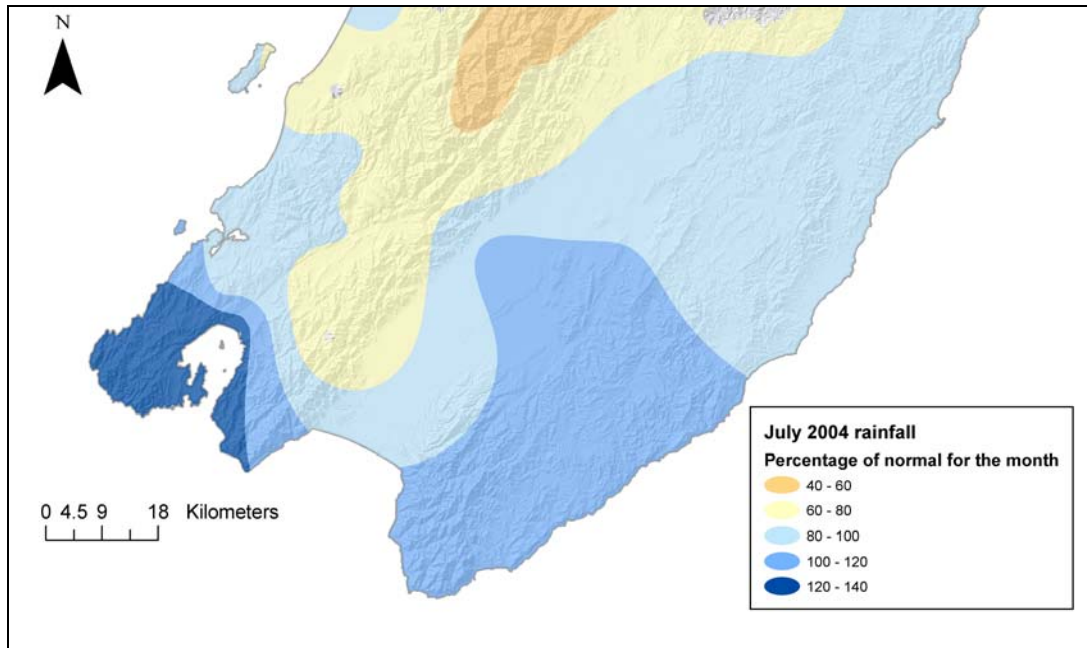 N
July 2004 rainfall
Percentage of normal for the month
40 - 60
60 - 80
80 - 100
100 - 120
120 - 140
0 4.5 9 18 Kilometers